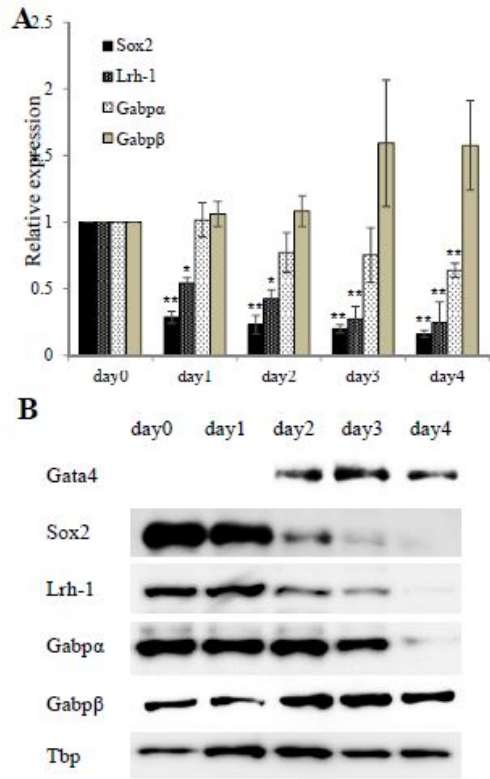 A
2.5
2
1.5
1
0.5
0
Relative expression
Sox2
Lrh-1
Gabpα
Gabpβ
** * ** * ** ** ** ** **
day0 day1 day2 day3 day4
B
day0 day1 day2 day3 day4
Gata4
Sox2
Lrh-1
Gabpα
Gabpβ
Tbp